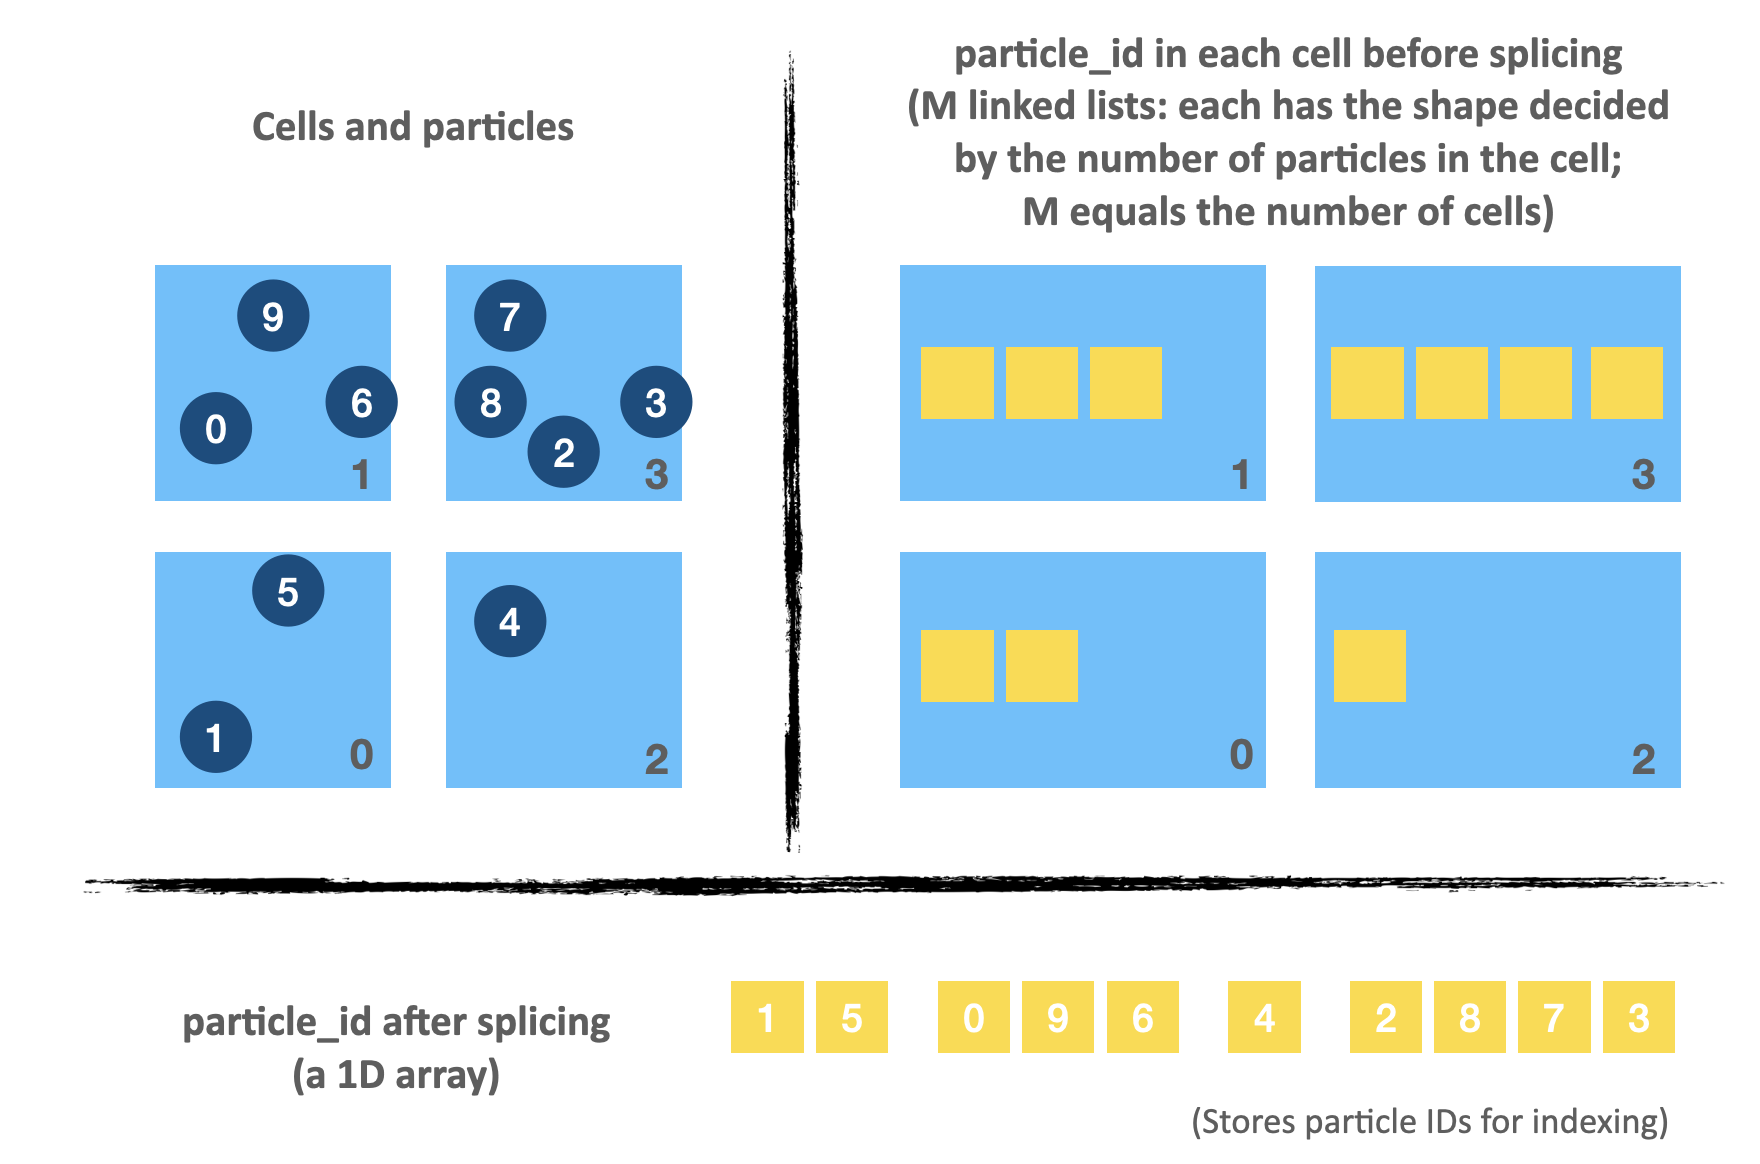 Cells and particles
9
0
6
1
7
8
2
3
3
5
1
0
4
2
particle_id in each cell before splicing
(M linked lists: each has the shape decided
by the number of particles in the cell;
M equals the number of cells)
1
3
0
2
particle_id after splicing
(a 1D array)
1 5 0 9 6 4 2 8 7 3
(Stores particle IDs for indexing)